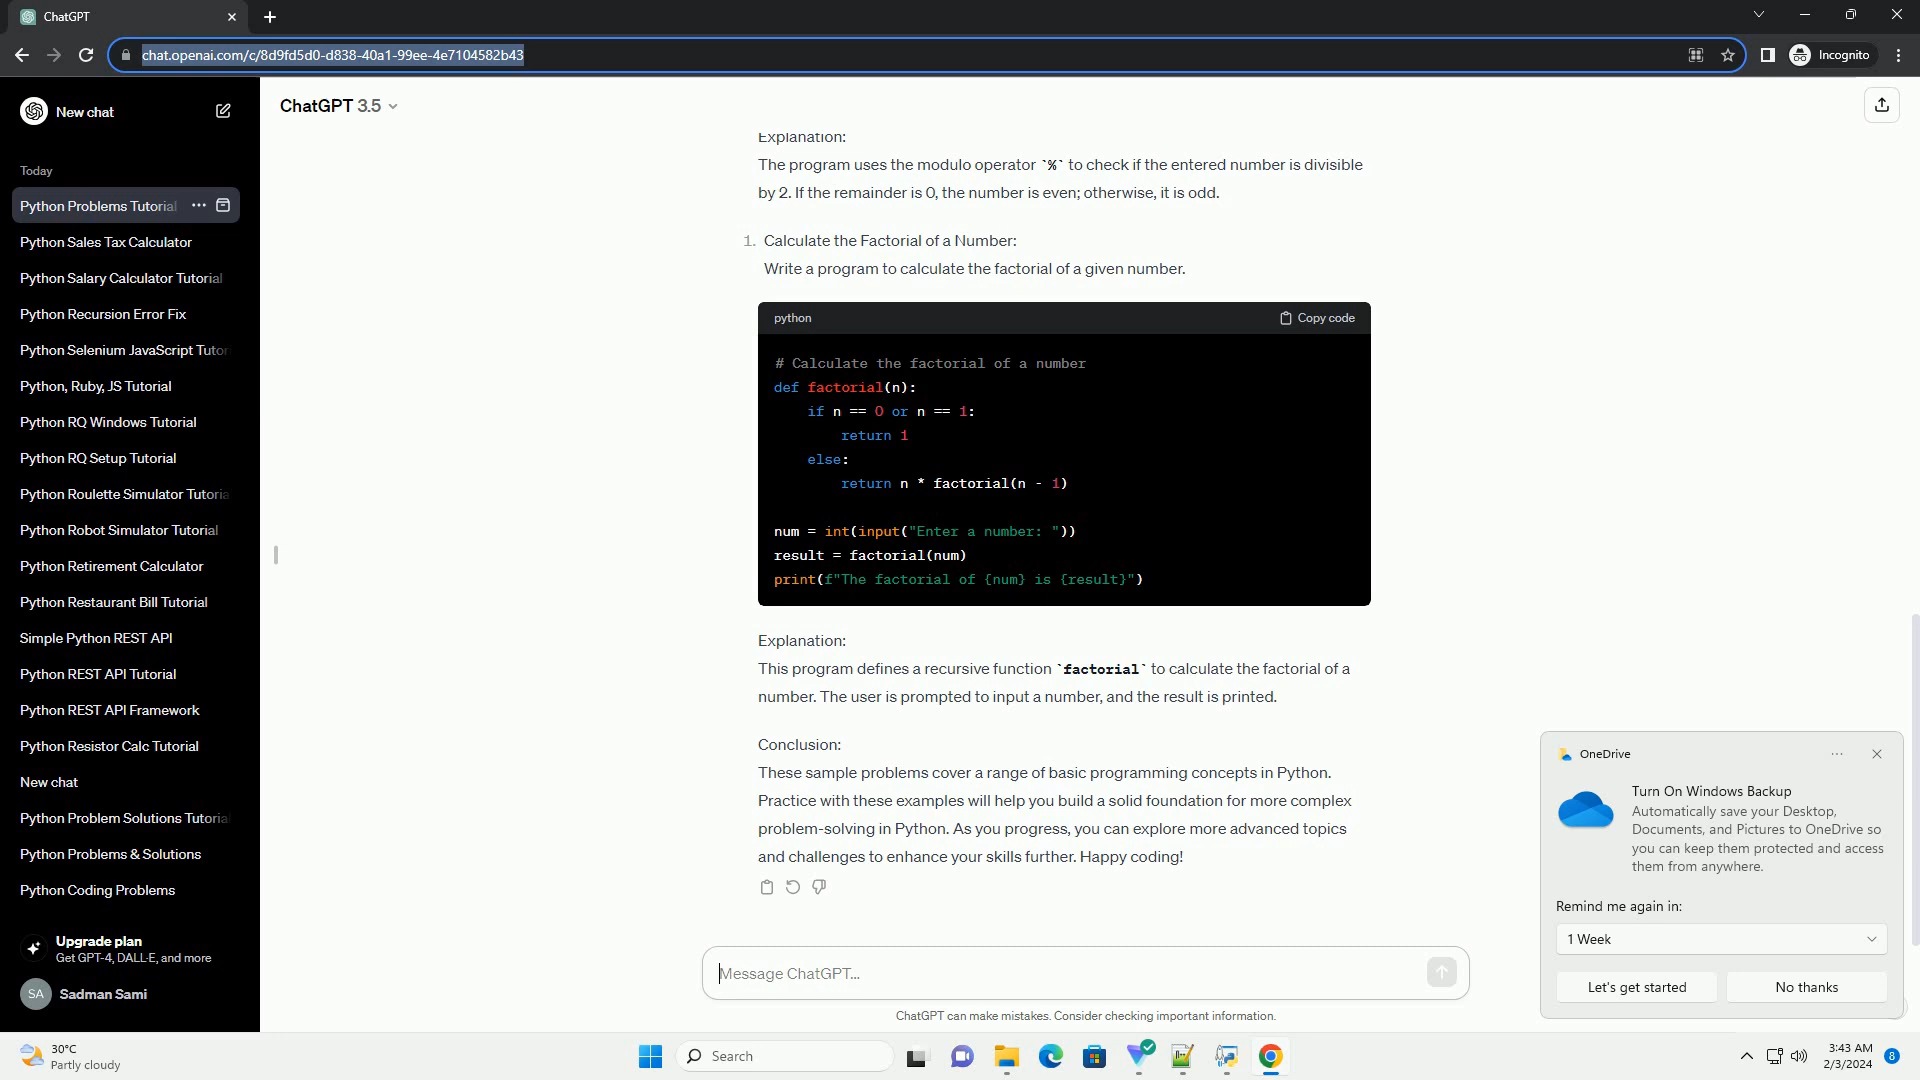 ChatGPT
chat.openai.com/c/8d9fd5d0-d838-40a1-99ee-4e7104582b43
Incognito
New chat
ChatGPT 3.5
Today
Python Problems Tutorial
Python Sales Tax Calculator
Python Salary Calculator Tutorial
Python Recursion Error Fix
Python Selenium JavaScript Tutor
Python, Ruby, JS Tutorial
Python RQ Windows Tutorial
Python RQ Setup Tutorial
Python Roulette Simulator Tutoria
Python Robot Simulator Tutorial
Python Retirement Calculator
Python Restaurant Bill Tutorial
Simple Python REST API
Python REST API Tutorial
Python REST API Framework
Python Resistor Calc Tutorial
New chat
Python Problem Solutions Tutoria
Python Problems & Solutions
Python Coding Problems
Upgrade plan
Get GPT-4, DALL·E, and more
SA
Sadman Sami
Explanation:
The program uses the modulo operator `%` to check if the entered number is divisible
by 2. If the remainder is 0, the number is even; otherwise, it is odd.
1. Calculate the Factorial of a Number:
Write a program to calculate the factorial of a given number.
python
Copy code
# Calculate the factorial of a number
def factorial(n):
    if n == 0 or n == 1:
        return 1
    else:
        return n * factorial(n - 1)
num = int(input("Enter a number: "))
result = factorial(num)
print(f"The factorial of {num} is {result}")
Explanation:
This program defines a recursive function `factorial` to calculate the factorial of a
number. The user is prompted to input a number, and the result is printed.
Conclusion:
These sample problems cover a range of basic programming concepts in Python.
Practice with these examples will help you build a solid foundation for more complex
problem-solving in Python. As you progress, you can explore more advanced topics
and challenges to enhance your skills further. Happy coding!
Message ChatGPT...
ChatGPT can make mistakes. Consider checking important information.
OneDrive
Turn On Windows Backup
Automatically save your Desktop,
Documents, and Pictures to OneDrive so
you can keep them protected and access
them from anywhere.
Remind me again in:
1 Week
Let's get started
No thanks
30°C
Partly cloudy
Search
3:43 AM
2/3/2024
8